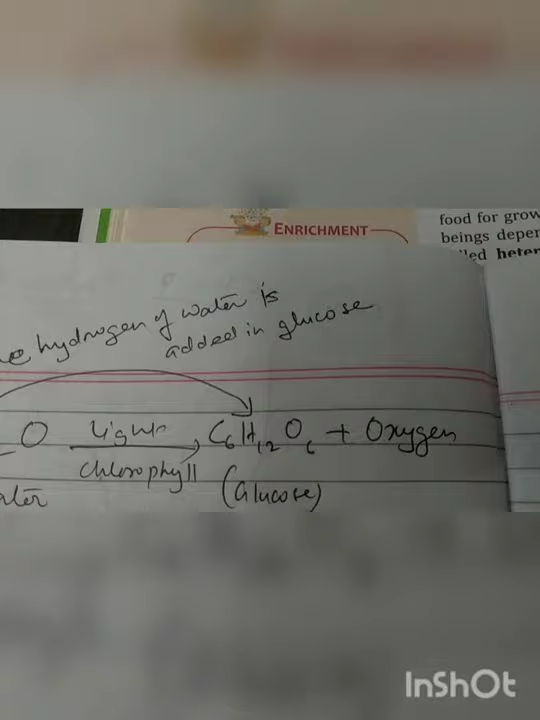 ENRICHMENT
food for grow
beings deper
led heter
hydrogen of water is
added in glucose
O Light C6H12O6 + Oxygen
chlorophyll (Glucose)
ater
InShOt